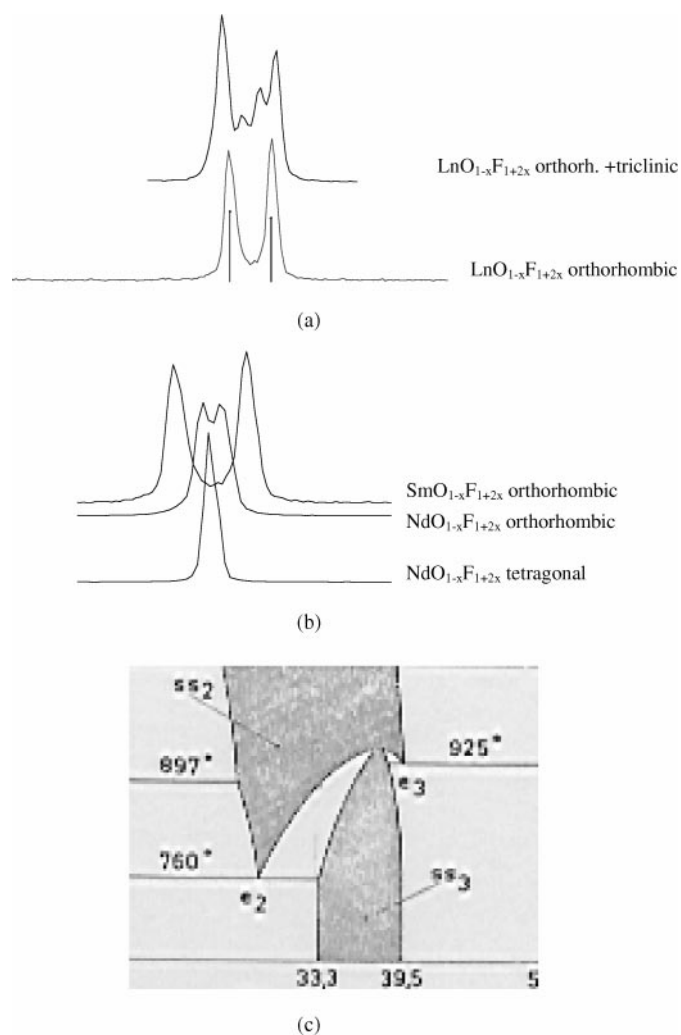 LnO1-xF1+2x orthorh. +triclinic
LnO1-xF1+2x orthorhombic
(a)
SmO1-xF1+2x orthorhombic
NdO1-xF1+2x orthorhombic
NdO1-xF1+2x tetragonal
(b)
ss2
897° 925°
e3
760°
e2 ss3
33,3 39,5 5
(c)